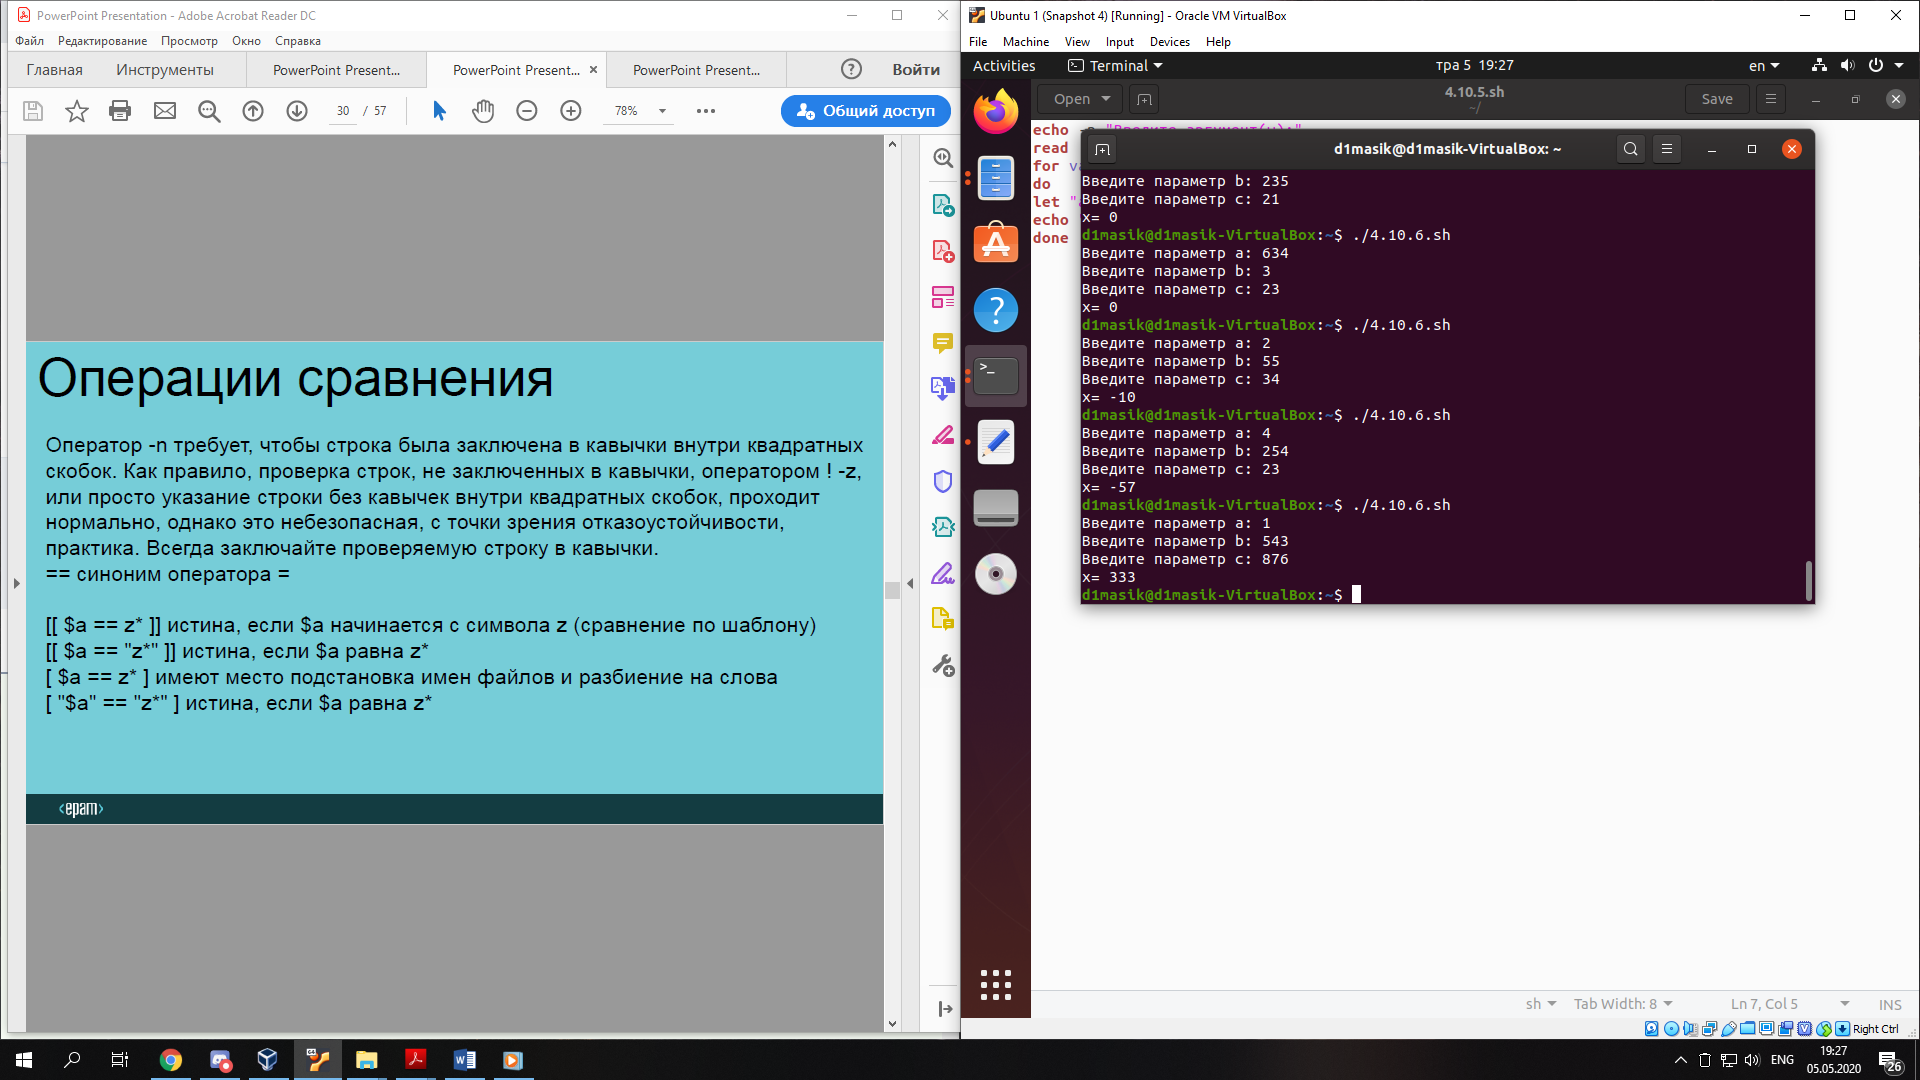 PowerPoint Presentation - Adobe Acrobat Reader DC
Файл Редактирование Просмотр Окно Справка
Главная Инструменты PowerPoint Present... PowerPoint Present... × PowerPoint Present... Войти
30 / 57 78% Общий доступ
Операции сравнения
Оператор -n требует, чтобы строка была заключена в кавычки внутри квадратных
скобок. Как правило, проверка строк, не заключенных в кавычки, оператором ! -z,
или просто указание строки без кавычек внутри квадратных скобок, проходит
нормально, однако это небезопасная, с точки зрения отказоустойчивости,
практика. Всегда заключайте проверяемую строку в кавычки.
== синоним оператора =
[[ $a == z* ]] истина, если $a начинается с символа z (сравнение по шаблону)
[[ $a == "z*" ]] истина, если $a равна z*
[ $a == z* ] имеют место подстановка имен файлов и разбиение на слова
[ "$a" == "z*" ] истина, если $a равна z*
<epam>
Ubuntu 1 (Snapshot 4) [Running] - Oracle VM VirtualBox
File Machine View Input Devices Help
Activities Terminal тра 5 19:27 en
Open 4.10.5.sh Save
~/
echo
read
for
do
let
echo
done
d1masik@d1masik-VirtualBox: ~
Введите параметр b: 235
Введите параметр c: 21
x= 0
d1masik@d1masik-VirtualBox:~$ ./4.10.6.sh
Введите параметр a: 634
Введите параметр b: 3
Введите параметр c: 23
x= 0
d1masik@d1masik-VirtualBox:~$ ./4.10.6.sh
Введите параметр a: 2
Введите параметр b: 55
Введите параметр c: 34
x= -10
d1masik@d1masik-VirtualBox:~$ ./4.10.6.sh
Введите параметр a: 4
Введите параметр b: 254
Введите параметр c: 23
x= -57
d1masik@d1masik-VirtualBox:~$ ./4.10.6.sh
Введите параметр a: 1
Введите параметр b: 543
Введите параметр c: 876
x= 333
d1masik@d1masik-VirtualBox:~$
sh Tab Width: 8 Ln 7, Col 5 INS
Right Ctrl
ENG 19:27
05.05.2020 26